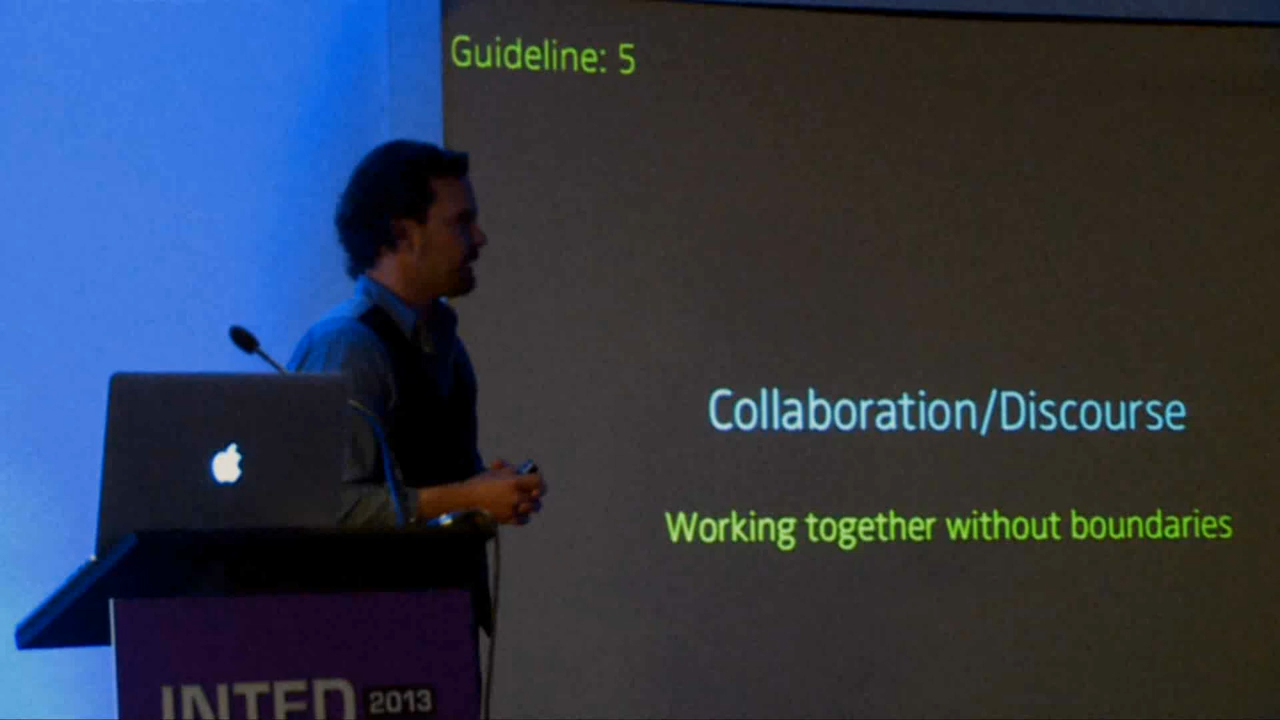 Guideline: 5
Collaboration/Discourse
Working together without boundaries
INTED 2013